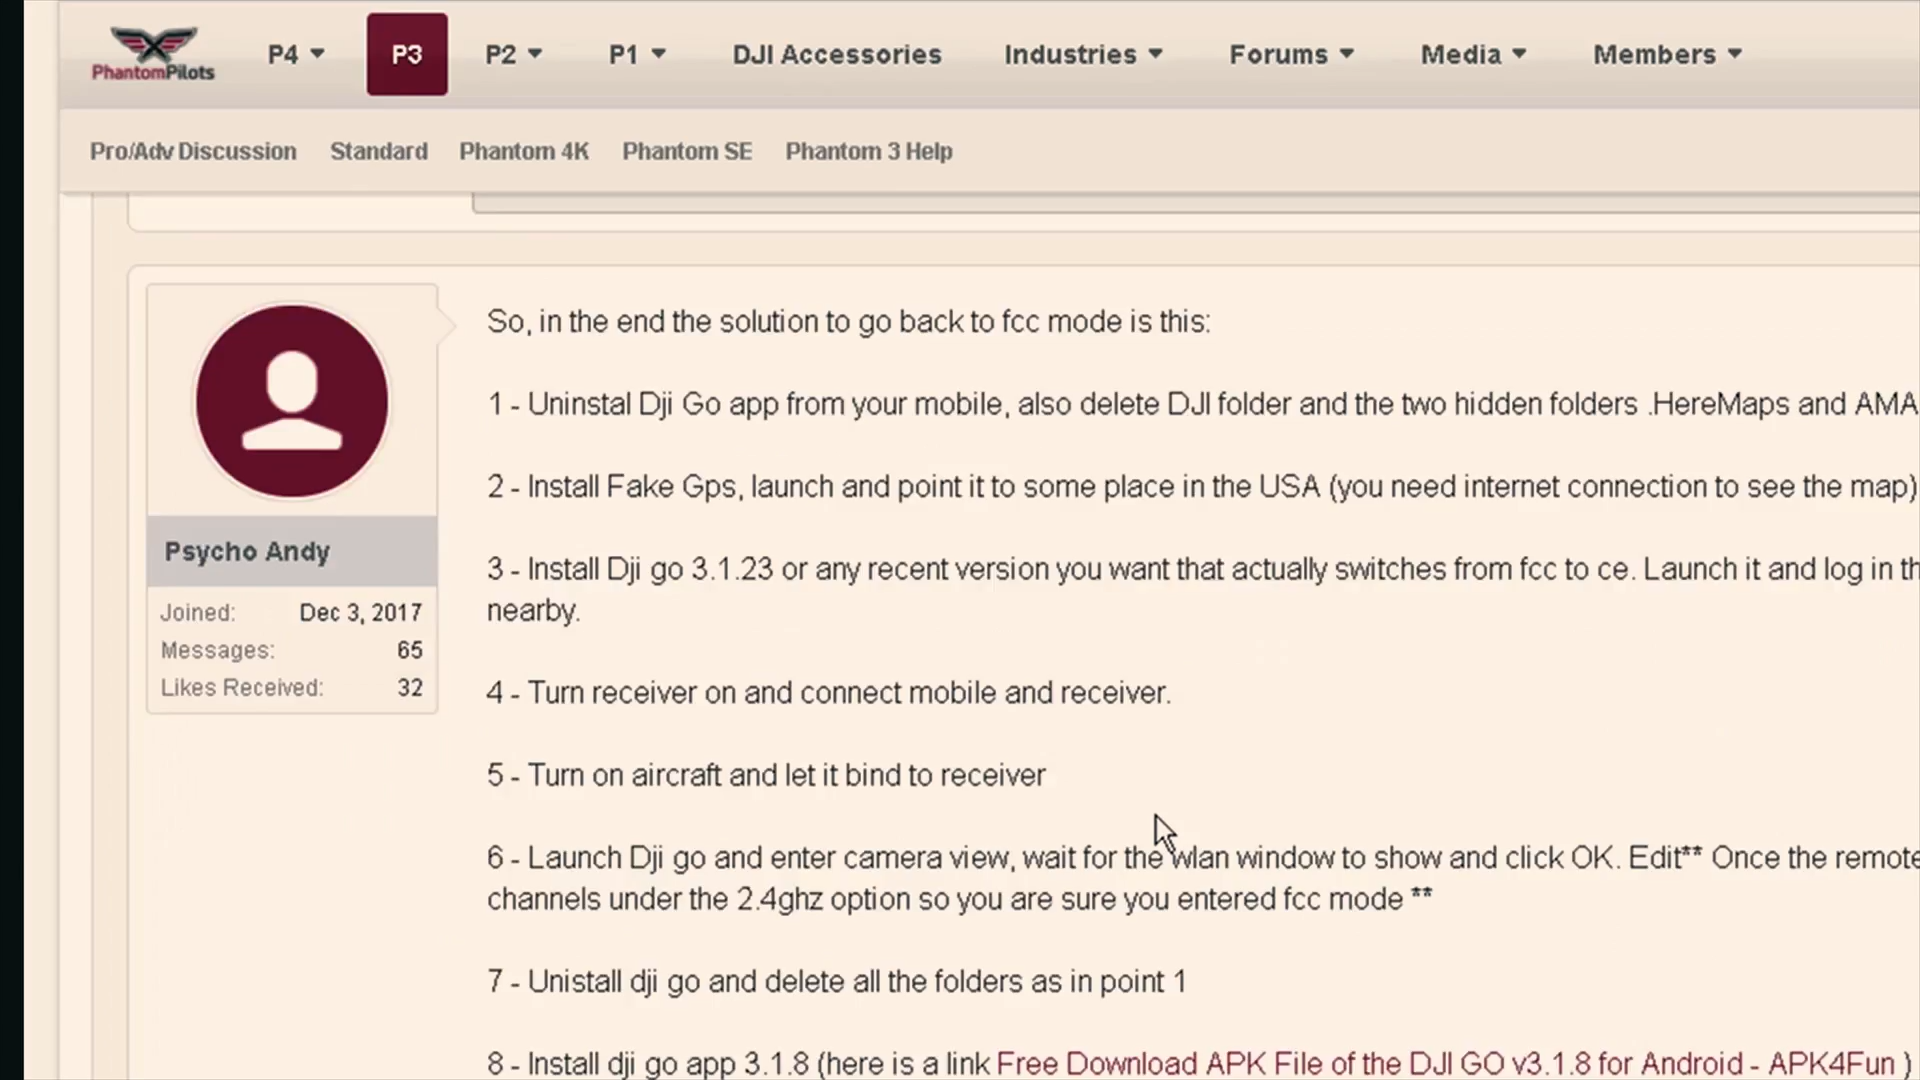 PhantomPilots
P4 P3 P2 P1 DJI Accessories Industries Forums Media Members
Pro/Adv Discussion Standard Phantom 4K Phantom SE Phantom 3 Help
So, in the end the solution to go back to fcc mode is this:
1 - Uninstal Dji Go app from your mobile, also delete DJI folder and the two hidden folders .HereMaps and AMA
2 - Install Fake Gps, launch and point it to some place in the USA (you need internet connection to see the map)
3 - Install Dji go 3.1.23 or any recent version you want that actually switches from fcc to ce. Launch it and log in th
nearby.
4 - Turn receiver on and connect mobile and receiver.
5 - Turn on aircraft and let it bind to receiver
6 - Launch Dji go and enter camera view, wait for the wlan window to show and click OK. Edit** Once the remote
channels under the 2.4ghz option so you are sure you entered fcc mode **
7 - Unistall dji go and delete all the folders as in point 1
8 - Install dji go app 3.1.8 (here is a link Free Download APK File of the DJI GO v3.1.8 for Android - APK4Fun )
Psycho Andy
Joined: Dec 3, 2017
Messages: 65
Likes Received: 32